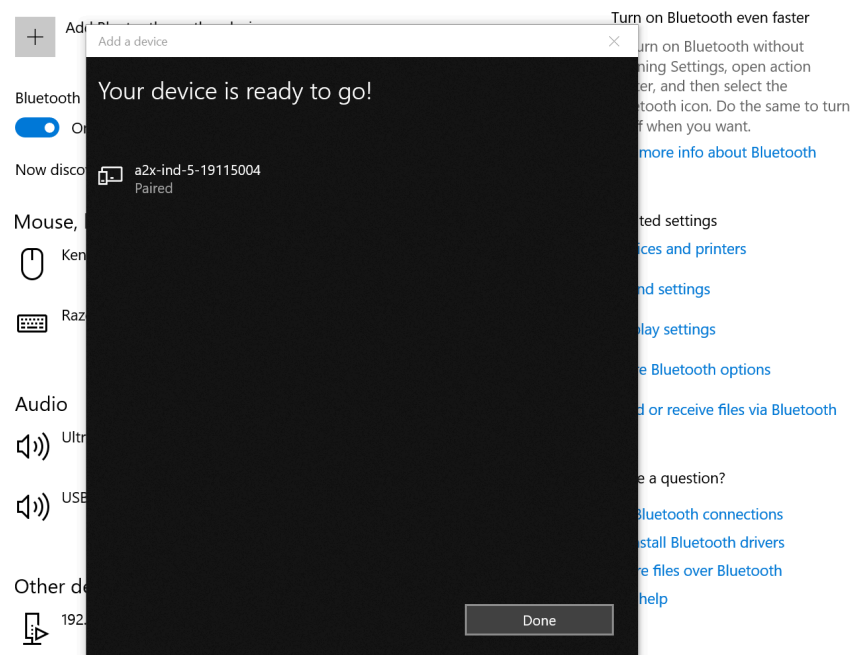 Turn on Bluetooth even faster
Add
Add a device
urn on Bluetooth without
ning Settings, open action
er, and then select the
etooth icon. Do the same to turn
f when you want.
more info about Bluetooth
Your device is ready to go!
Bluetooth
a2x-ind-5-19115004
Paired
Now disco
Mouse,
Ken
Raz
ted settings
ices and printers
nd settings
lay settings
e Bluetooth options
d or receive files via Bluetooth
Audio
Ultr
USB
e a question?
Bluetooth connections
stall Bluetooth drivers
re files over Bluetooth
help
Other de
192.
Done